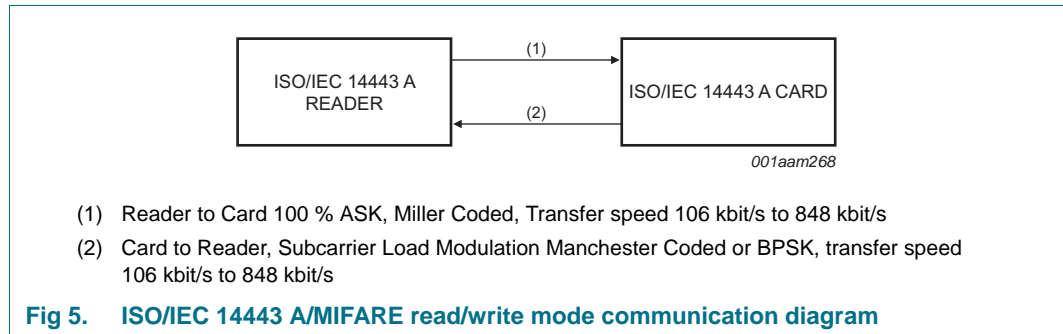 (1)
ISO/IEC 14443 A
READER
ISO/IEC 14443 A CARD
(2)
001aam268
(1) Reader to Card 100 % ASK, Miller Coded, Transfer speed 106 kbit/s to 848 kbit/s
(2) Card to Reader, Subcarrier Load Modulation Manchester Coded or BPSK, transfer speed
106 kbit/s to 848 kbit/s
Fig 5. ISO/IEC 14443 A/MIFARE read/write mode communication diagram